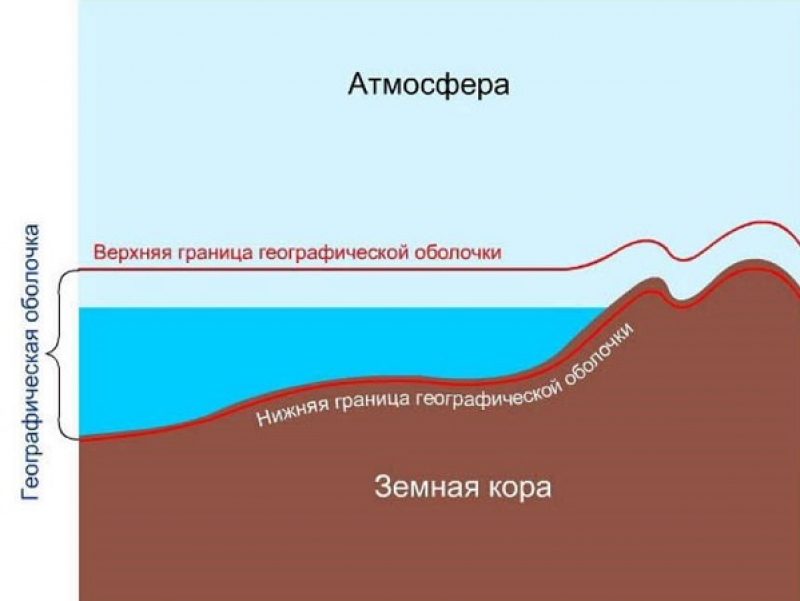 Атмосфера
Верхняя граница географической оболочки
Географическая оболочка
Нижняя граница географической оболочки
Земная кора